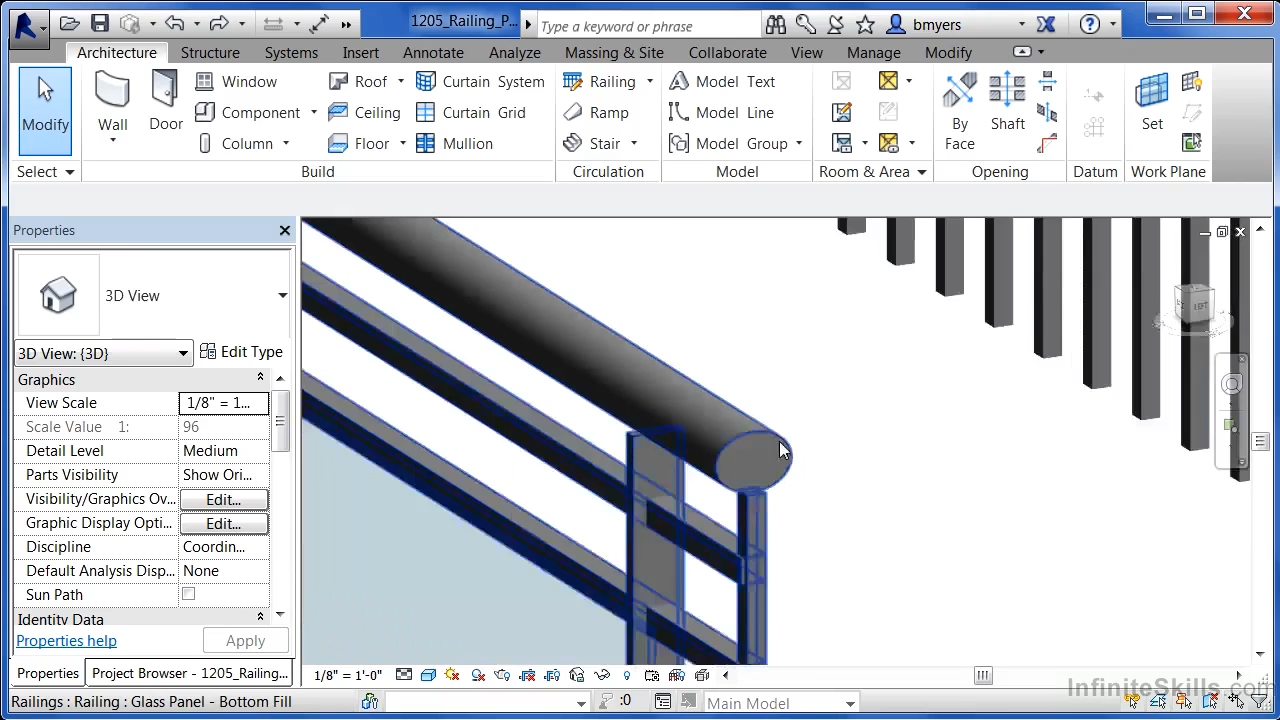 1205_Railing_P...
Type a keyword or phrase
bmyers
Architecture Structure Systems Insert Annotate Analyze Massing & Site Collaborate View Manage Modify
Modify
Wall
Door
Window
Component
Column
Roof
Ceiling
Floor
Curtain System
Curtain Grid
Mullion
Railing
Ramp
Stair
Model Text
Model Line
Model Group
By
Face
Shaft
Set
Select
Build
Circulation
Model
Room & Area
Opening
Datum
Work Plane
Properties
3D View
3D View: {3D}
Edit Type
Graphics
View Scale 1/8" = 1...
Scale Value 1: 96
Detail Level Medium
Parts Visibility Show Ori...
Visibility/Graphics Ov... Edit...
Graphic Display Opti... Edit...
Discipline Coordin...
Default Analysis Disp... None
Sun Path
Identity Data
Properties help
Apply
Properties
Project Browser - 1205_Railing...
1/8" = 1'-0"
LEFT
Railings : Railing : Glass Panel - Bottom Fill
:0
Main Model
InfiniteSkills.com